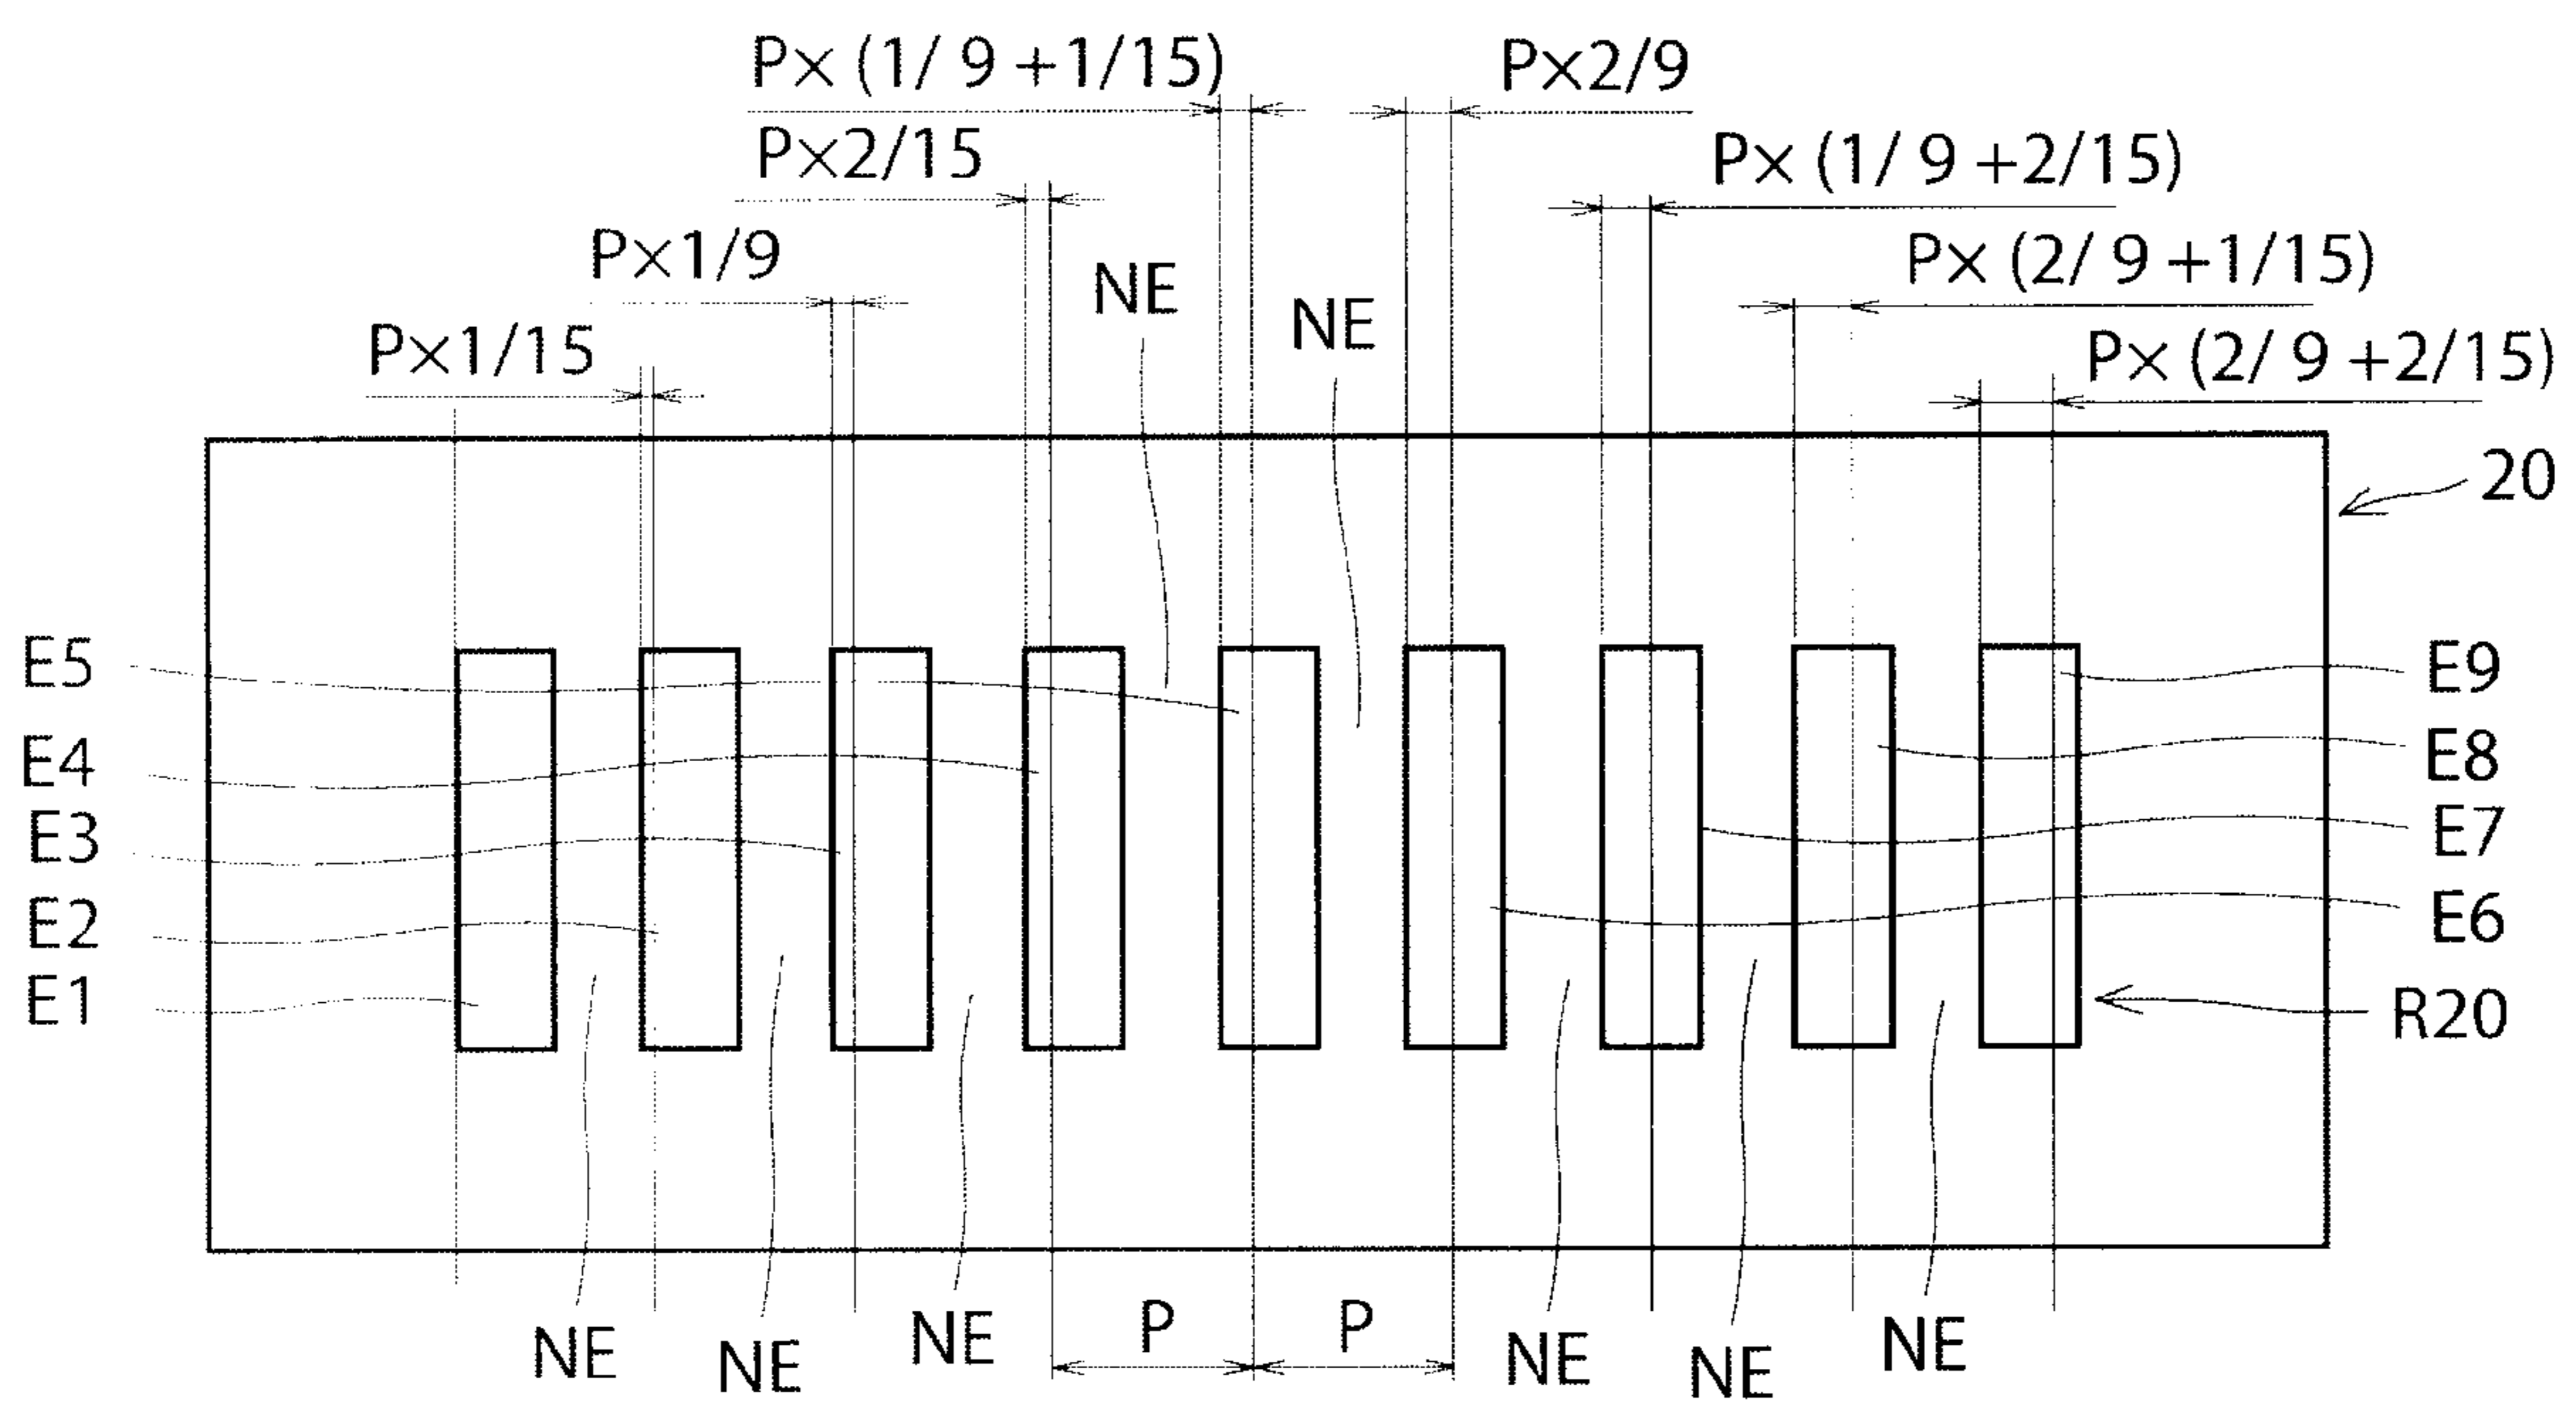 P×(1/ 9 +1/15)
P×2/9
P×2/15
P×(1/ 9 +2/15)
P×1/9
NE
P×(2/ 9 +1/15)
NE
P×1/15
P×(2/ 9 +2/15)
20
E5
E9
E4
E8
E3
E7
E2
E6
E1
R20
NE
NE
NE
P
P
NE
NE
NE